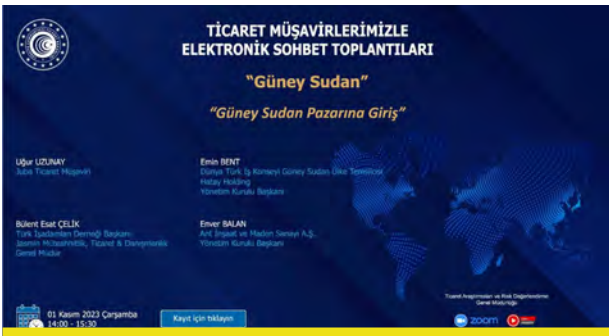 TİCARET MÜŞAVİRLERİMİZLE
ELEKTRONİK SOHBET TOPLANTILARI
“Güney Sudan”
“Güney Sudan Pazarına Giriş”
Uğur UZUNAY
Juba Ticaret Müşaviri
Emin BENT
Dünya Türk İş Konseyi Güney Sudan Ülke Temsilcisi
Hatay Holding
Yönetim Kurulu Başkanı
Bülent Esat ÇELİK
Türk İşadamları Derneği Başkanı
Jasmin Müteahhitlik, Ticaret & Danışmanlık
Genel Müdür
Enver BALAN
Ant İnşaat ve Maden Sanayi A.Ş.
Yönetim Kurulu Başkanı
Ticaret Araştırmaları ve Risk Değerlendirme
Genel Müdürlüğü
01 Kasım 2023 Çarşamba
14:00 - 15:30
Kayıt için tıklayın
zoom